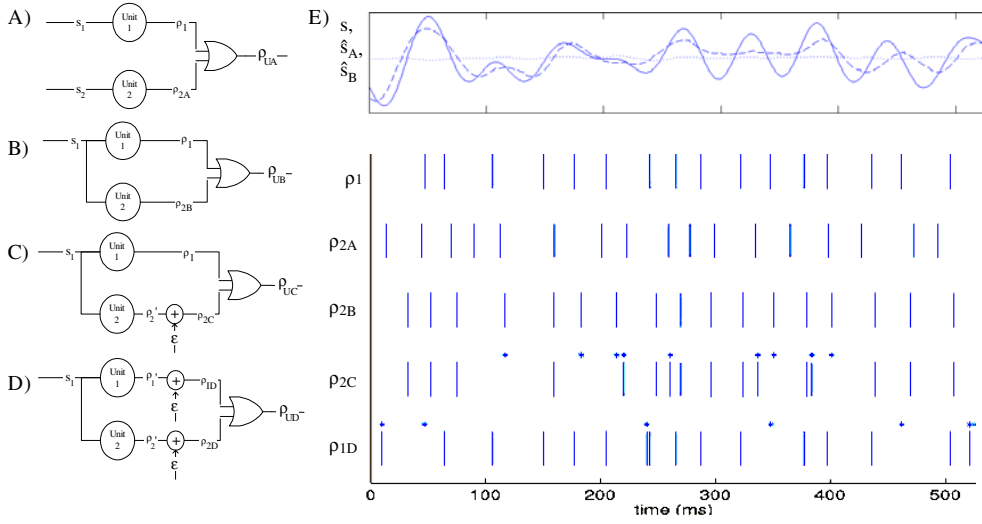 A)
s₁ Unit 1 ρ₁
s₂ Unit 2 ρ₂A
ρUA
B)
s₁ Unit 1 ρ₁
Unit 2 ρ₂B
ρUB
C)
s₁ Unit 1 ρ₁
Unit 2 ρ₂' + ρ₂C
ε
ρUC
D)
s₁ Unit 1 ρ₁' + ρ1D
ε
Unit 2 ρ₂' + ρ₂D
ε
ρUD
E)
s,
ŝA,
ŝB
ρ1
ρ2A
ρ2B
ρ2C
ρ1D
0 100 200 300 400 500
time (ms)